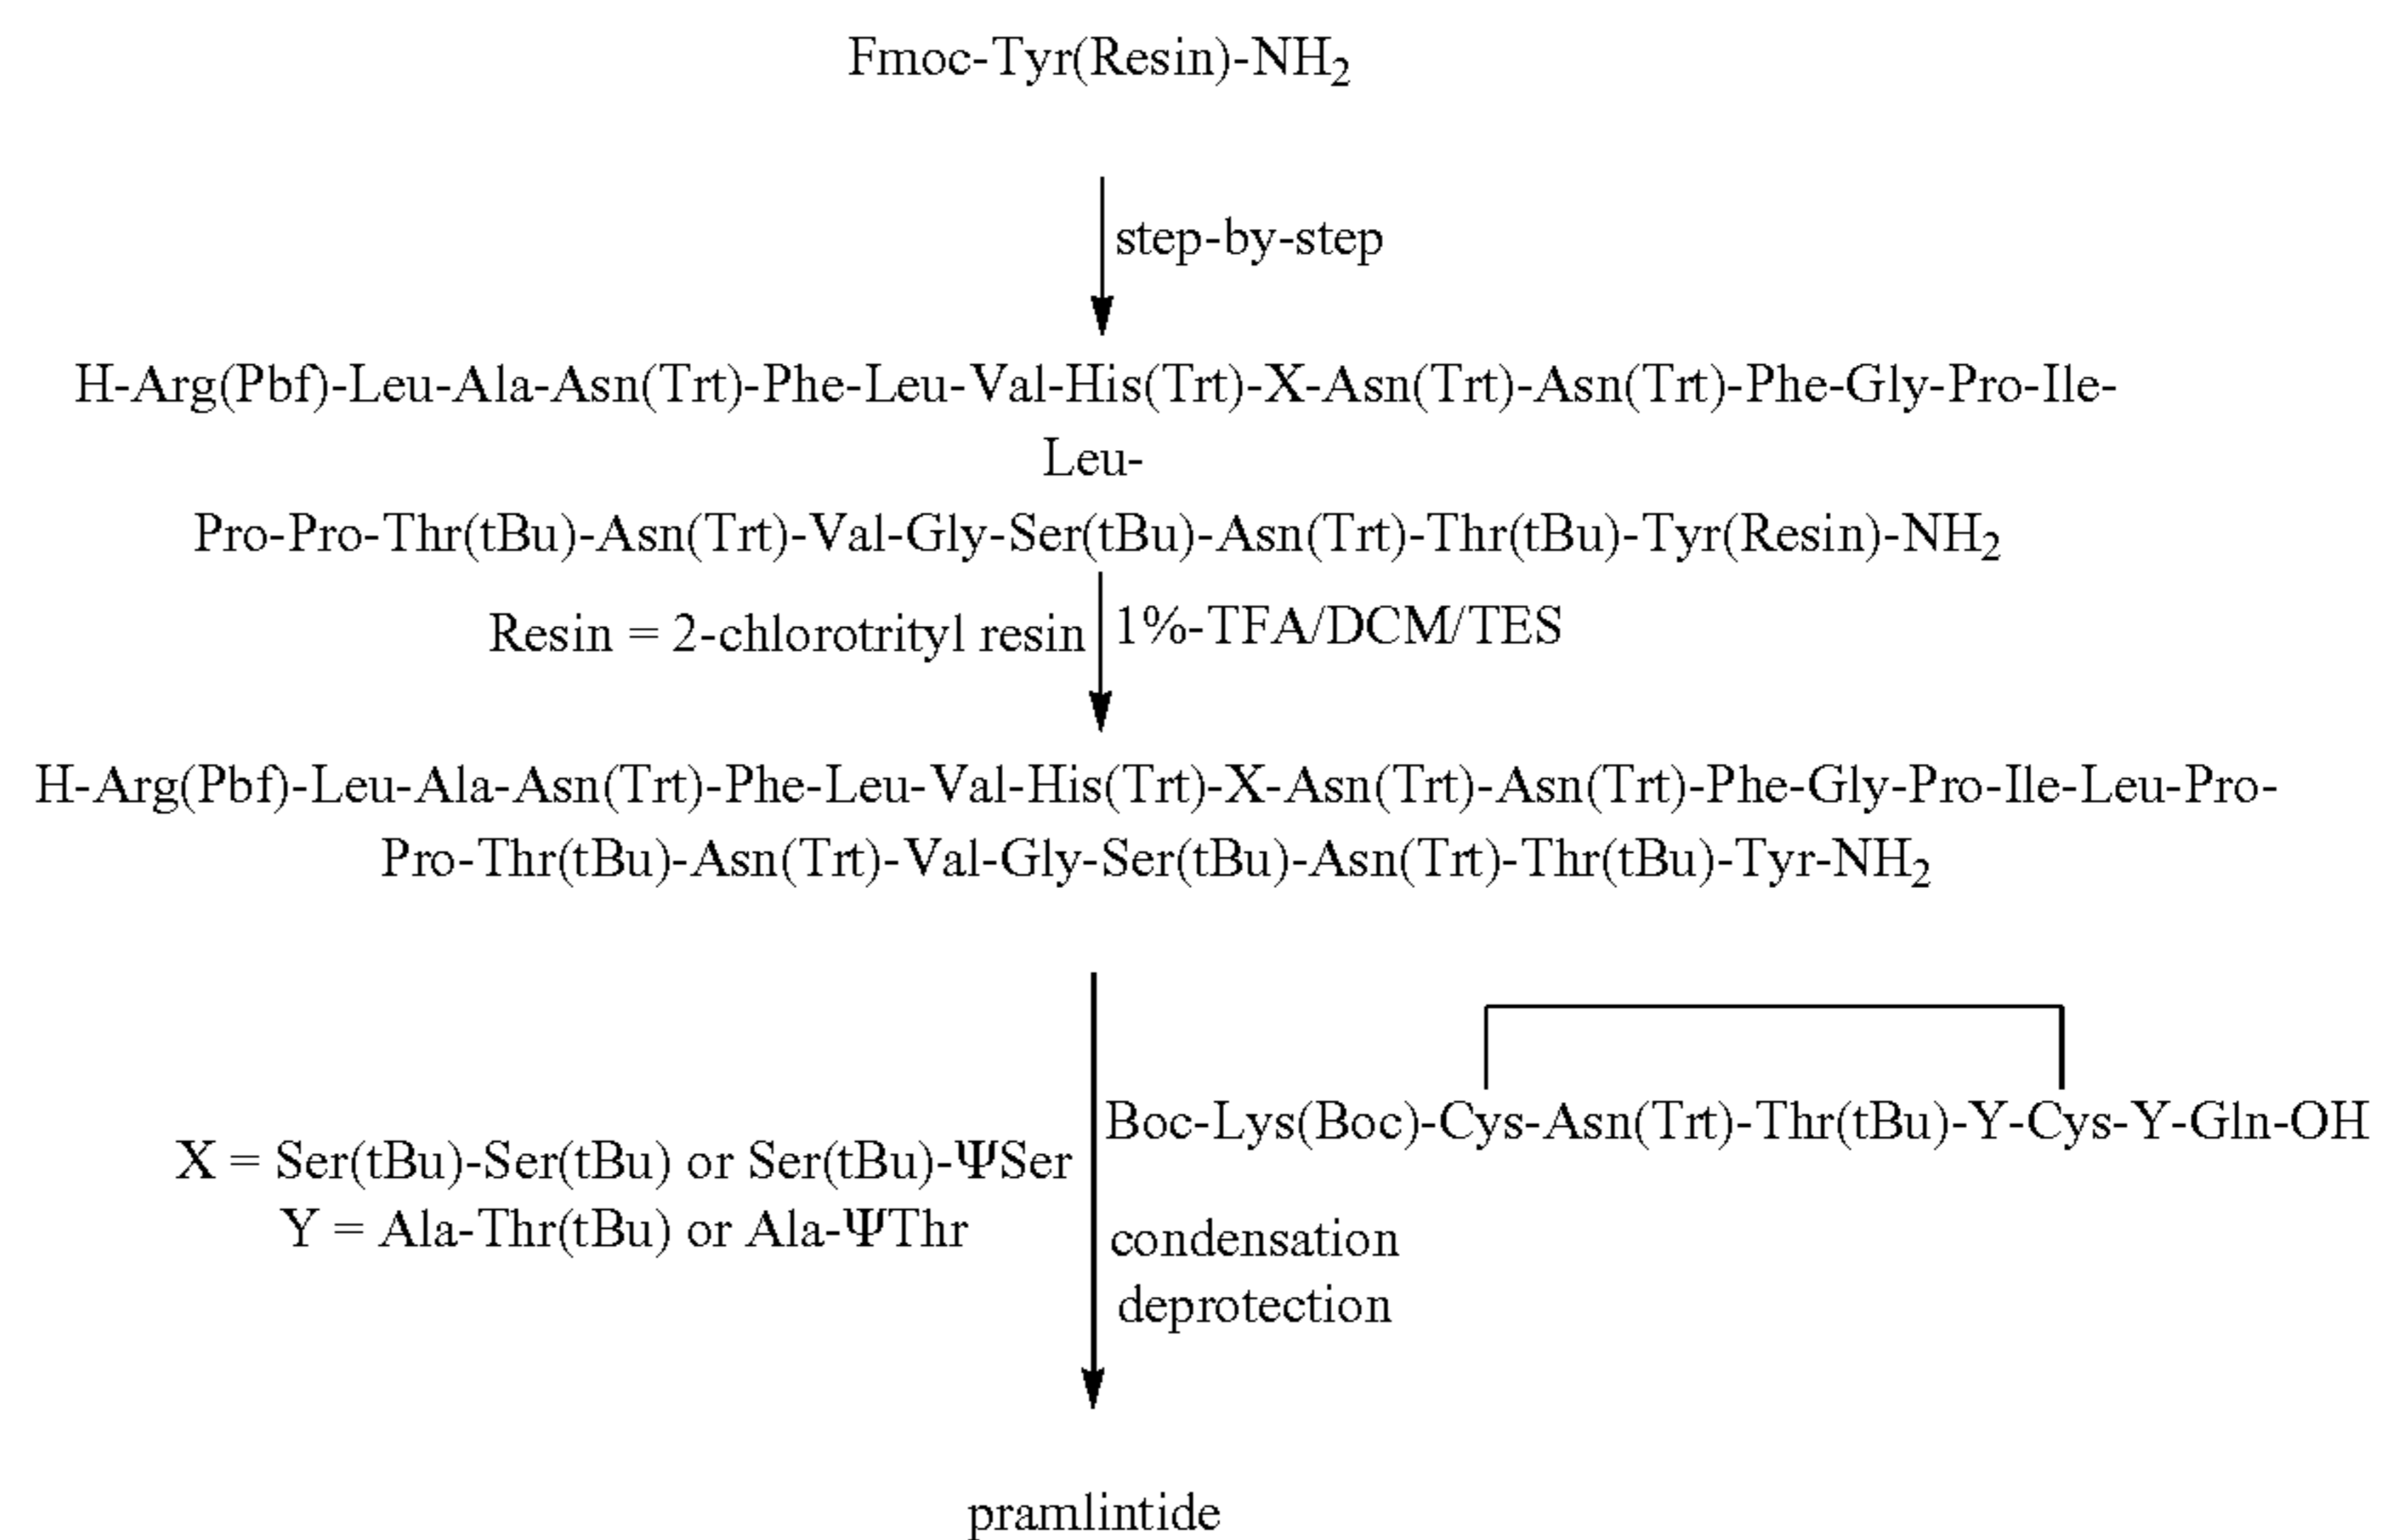 Fmoc-Tyr(Resin)-NH₂
step-by-step
H-Arg(Pbf)-Leu-Ala-Asn(Trt)-Phe-Leu-Val-His(Trt)-X-Asn(Trt)-Asn(Trt)-Phe-Gly-Pro-Ile-
Leu-
Pro-Pro-Thr(tBu)-Asn(Trt)-Val-Gly-Ser(tBu)-Asn(Trt)-Thr(tBu)-Tyr(Resin)-NH₂
Resin = 2-chlorotrityl resin
1%-TFA/DCM/TES
H-Arg(Pbf)-Leu-Ala-Asn(Trt)-Phe-Leu-Val-His(Trt)-X-Asn(Trt)-Asn(Trt)-Phe-Gly-Pro-Ile-Leu-Pro-
Pro-Thr(tBu)-Asn(Trt)-Val-Gly-Ser(tBu)-Asn(Trt)-Thr(tBu)-Tyr-NH₂
Boc-Lys(Boc)-Cys-Asn(Trt)-Thr(tBu)-Y-Cys-Y-Gln-OH
X = Ser(tBu)-Ser(tBu) or Ser(tBu)-ΨSer
Y = Ala-Thr(tBu) or Ala-ΨThr
condensation
deprotection
pramlintide